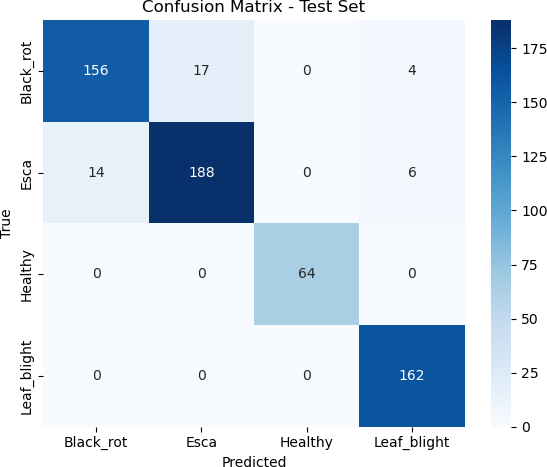 Confusion Matrix - Test Set
Black_rot 156 17 0 4
Esca 14 188 0 6
Healthy 0 0 64 0
Leaf_blight 0 0 0 162
True
Black_rot Esca Healthy Leaf_blight
Predicted
175
150
125
100
75
50
25
0